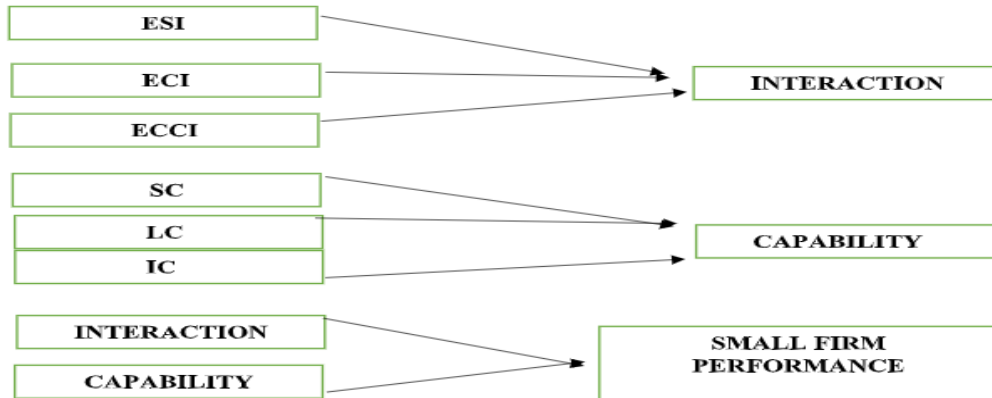 ESI
ECI
INTERACTION
ECCI
SC
LC
CAPABILITY
IC
INTERACTION
SMALL FIRM
PERFORMANCE
CAPABILITY